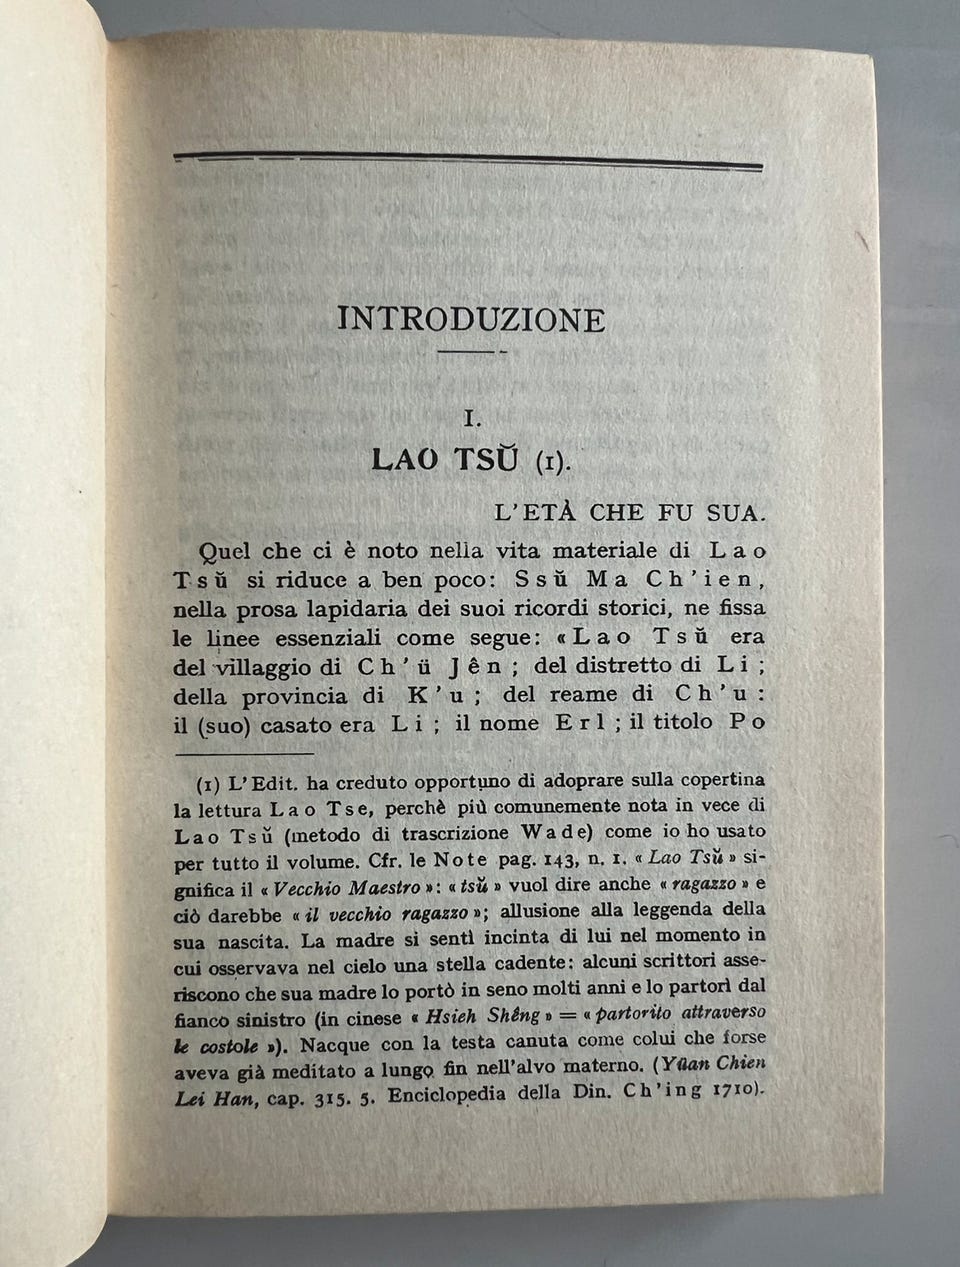 INTRODUZIONE
I.
LAO TSŬ (1).
L'ETÀ CHE FU SUA.
Quel che ci è noto nella vita materiale di Lao
Tsŭ si riduce a ben poco: Ssŭ Ma Ch'ien,
nella prosa lapidaria dei suoi ricordi storici, ne fissa
le linee essenziali come segue: «Lao Tsŭ era
del villaggio di Ch'ü Jên; del distretto di Li;
della provincia di K'u; del reame di Ch'u:
il (suo) casato era Li; il nome Erl; il titolo Po
(1) L'Edit. ha creduto opportuno di adoprare sulla copertina
la lettura Lao Tse, perchè più comunemente nota in vece di
Lao Tsŭ (metodo di trascrizione Wade) come io ho usato
per tutto il volume. Cfr. le Note pag. 143, n. 1. «Lao Tsŭ» si-
gnifica il «Vecchio Maestro»: «tsŭ» vuol dire anche «ragazzo» e
ciò darebbe «il vecchio ragazzo»; allusione alla leggenda della
sua nascita. La madre si sentì incinta di lui nel momento in
cui osservava nel cielo una stella cadente: alcuni scrittori asse-
riscono che sua madre lo portò in seno molti anni e lo partorì dal
fianco sinistro (in cinese «Hsieh Shêng» = «partorito attraverso
le costole»). Nacque con la testa canuta come colui che forse
aveva già meditato a lungo fin nell'alvo materno. (Yüan Chien
Lei Han, cap. 315. 5. Enciclopedia della Din. Ch'ing 1710).